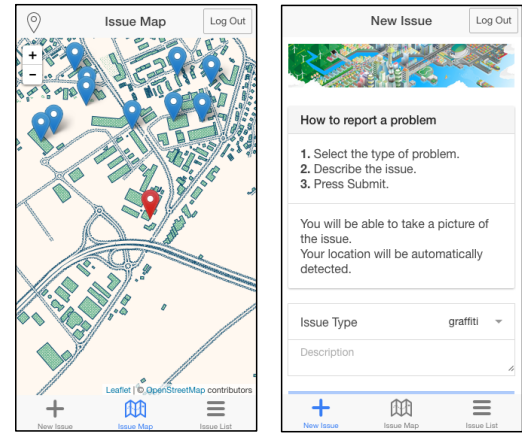 Issue Map
Log Out
+
−
Leaflet | © OpenStreetMap contributors
New Issue
Issue Map
Issue List
New Issue
Log Out
How to report a problem
1. Select the type of problem.
2. Describe the issue.
3. Press Submit.
You will be able to take a picture of
the issue.
Your location will be automatically
detected.
Issue Type graffiti
Description
New Issue
Issue Map
Issue List